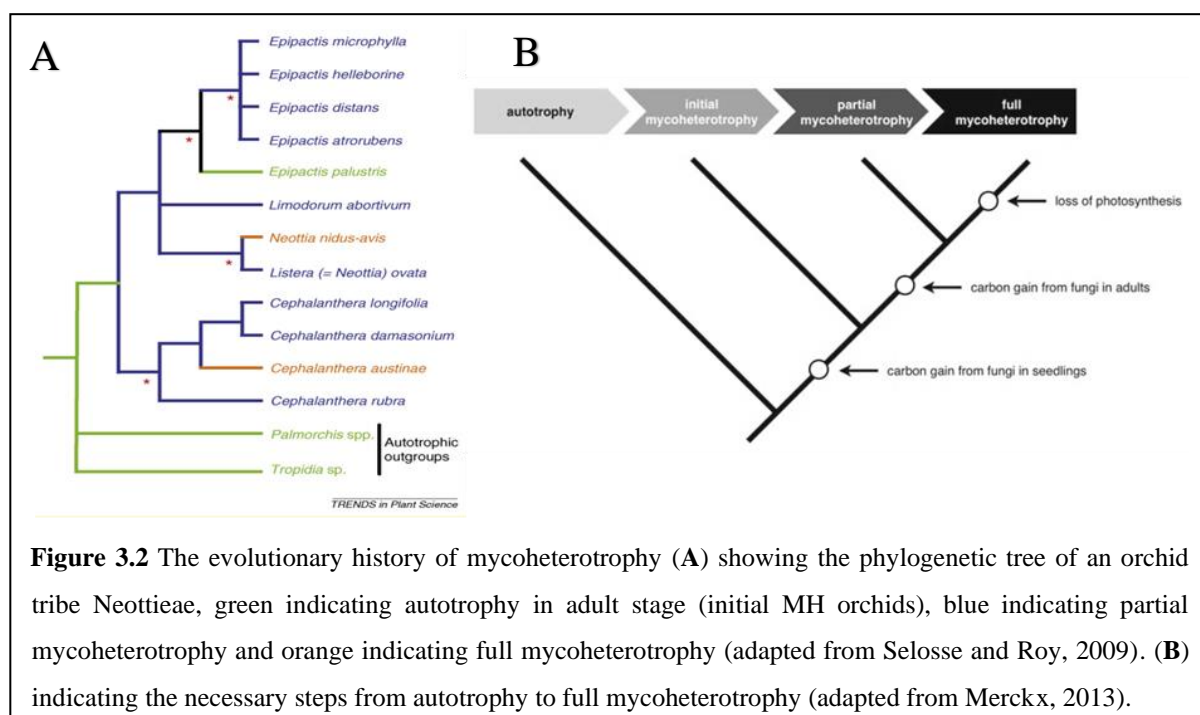 A
Epipactis microphylla
Epipactis helleborine
*
Epipactis distans
*
Epipactis atrorubens
Epipactis palustris
Limodorum abortivum
Neottia nidus-avis
*
Listera (= Neottia) ovata
Cephalanthera longifolia
Cephalanthera damasonium
Cephalanthera austinae
*
Cephalanthera rubra
Palmorchis spp.
Tropidia sp.
Autotrophic
outgroups
TRENDS in Plant Science
B
autotrophy
initial
mycoheterotrophy
partial
mycoheterotrophy
full
mycoheterotrophy
loss of photosynthesis
carbon gain from fungi in adults
carbon gain from fungi in seedlings
Figure 3.2 The evolutionary history of mycoheterotrophy (A) showing the phylogenetic tree of an orchid
tribe Neottieae, green indicating autotrophy in adult stage (initial MH orchids), blue indicating partial
mycoheterotrophy and orange indicating full mycoheterotrophy (adapted from Selosse and Roy, 2009). (B)
indicating the necessary steps from autotrophy to full mycoheterotrophy (adapted from Merckx, 2013).